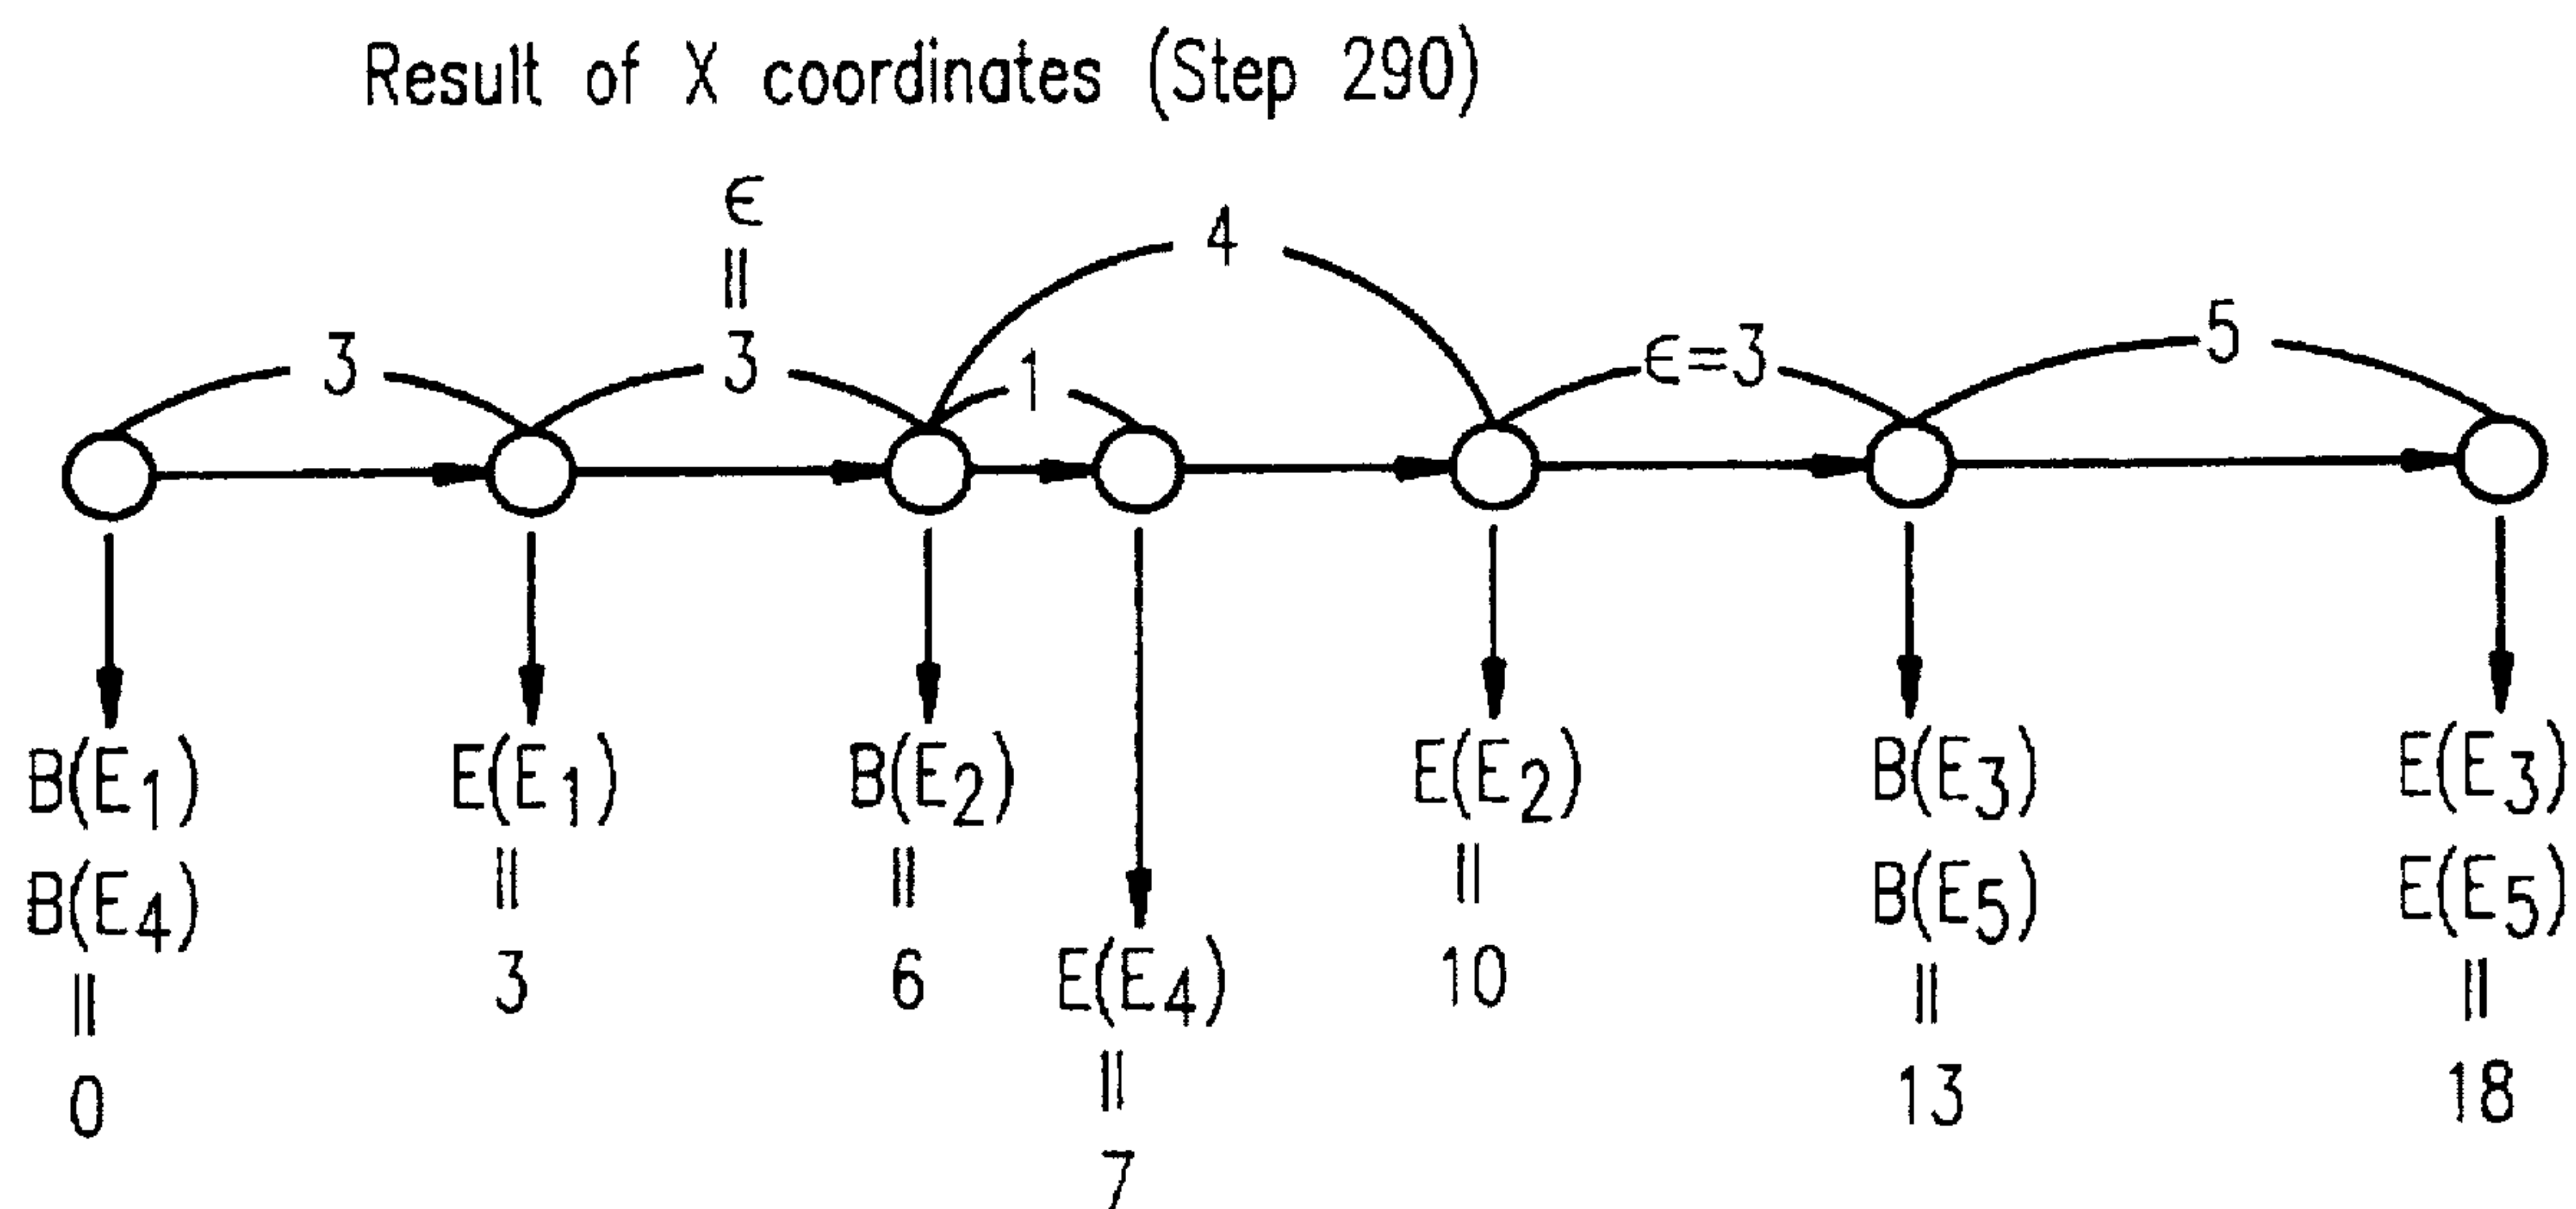 Result of X coordinates (Step 290)
ϵ
=
3 3 1 4 ϵ=3 5
B(E1) E(E1) B(E2) E(E2) B(E3) E(E3)
B(E4) = = = B(E5) E(E5)
= 3 6 E(E4) 10 = =
0 = 13 18
7